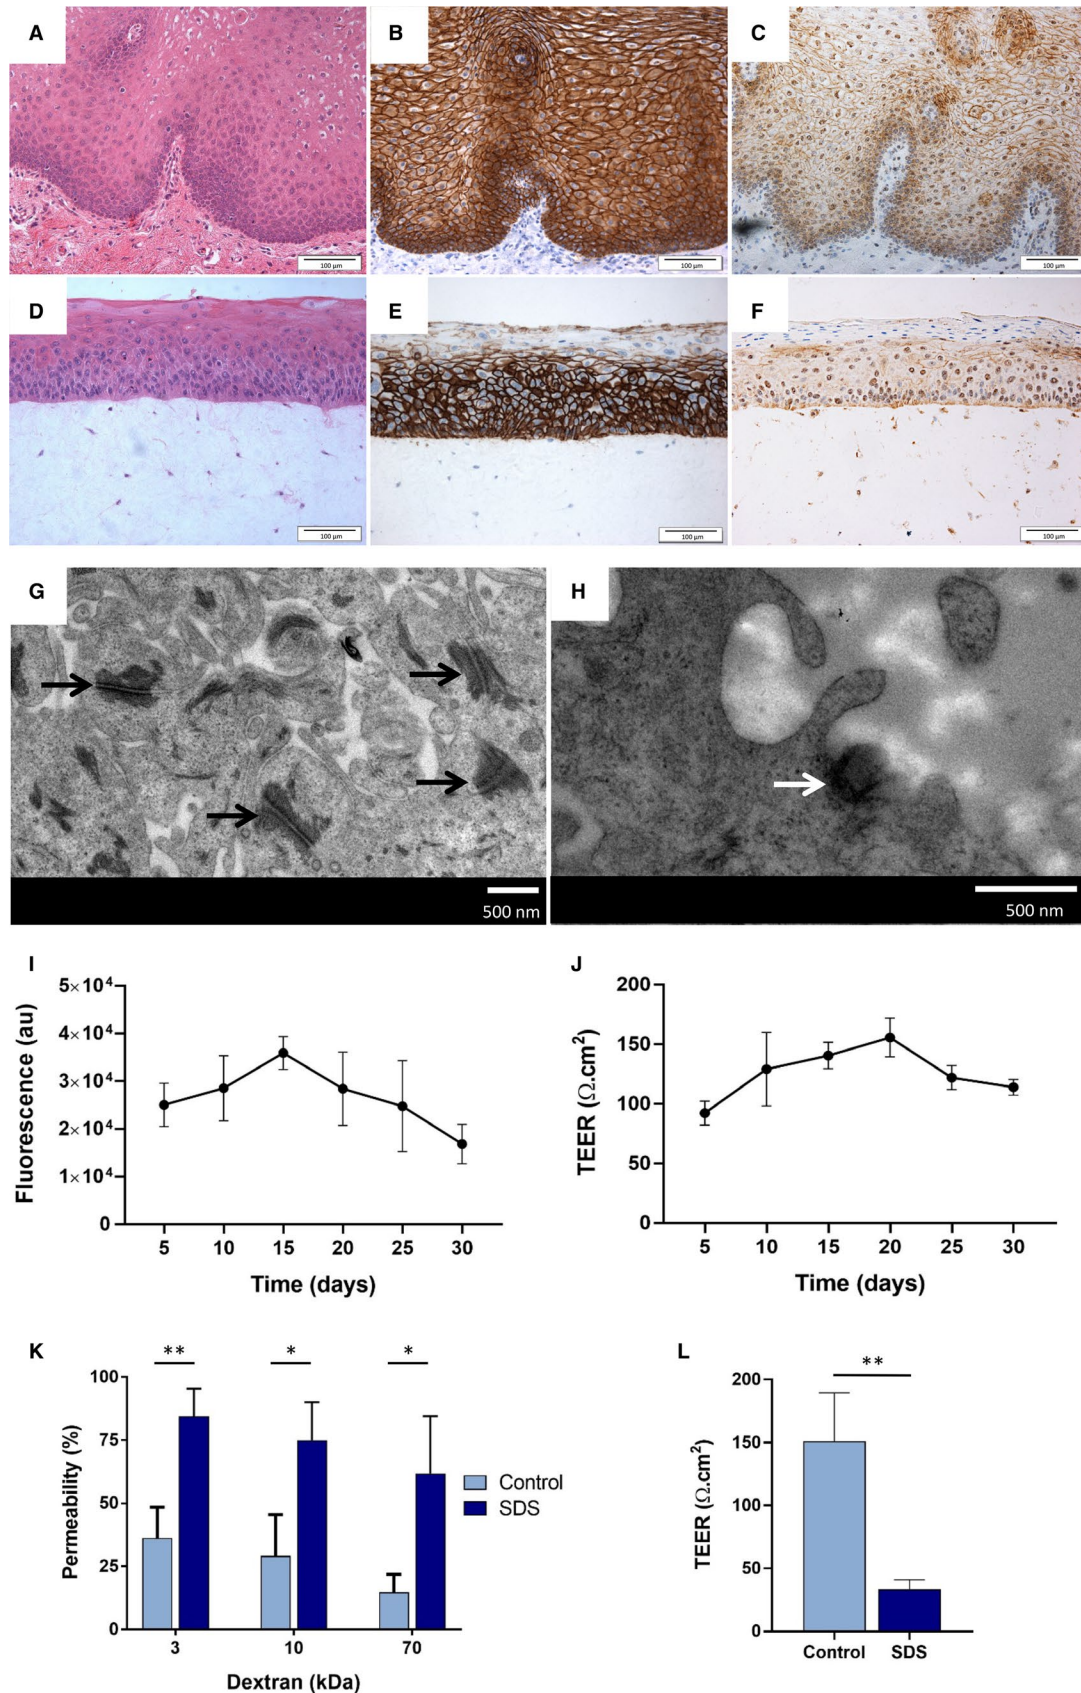 A
B
C
100 µm
100 µm
100 µm
D
E
F
100 µm
100 µm
100 µm
G
H
500 nm
500 nm
I
J
5×10⁴
4×10⁴
3×10⁴
2×10⁴
1×10⁴
0
Fluorescence (au)
5 10 15 20 25 30
Time (days)
200
150
100
50
0
TEER (Ω.cm²)
5 10 15 20 25 30
Time (days)
K
** * *
100
75
50
25
0
Permeability (%)
Control
SDS
3 10 70
Dextran (kDa)
L
**
200
150
100
50
0
TEER (Ω.cm²)
Control SDS